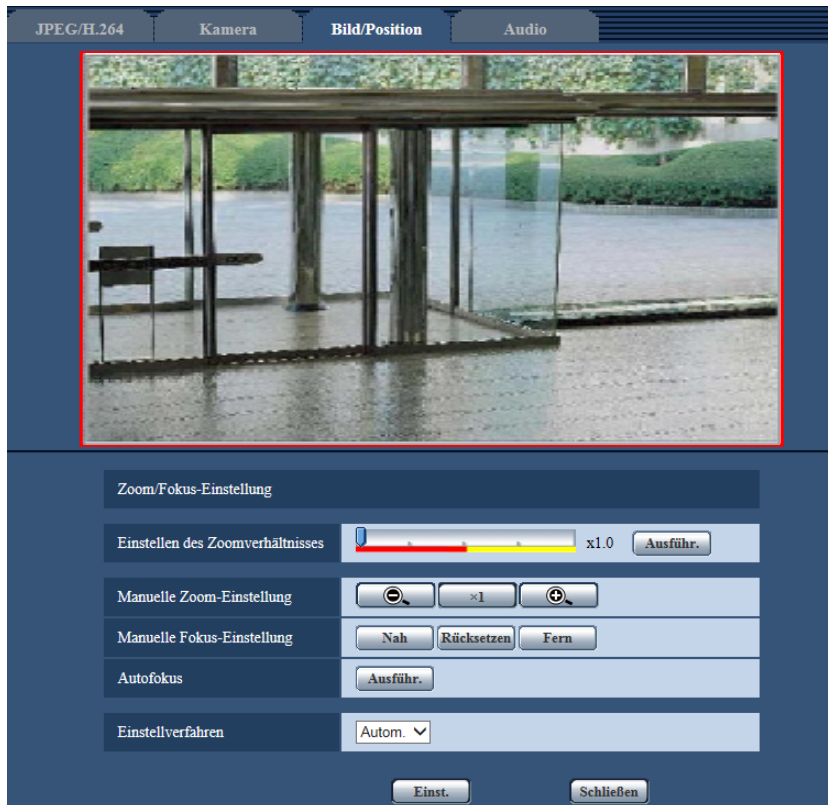 JPEG/H.264 Kamera Bild/Position Audio
Zoom/Fokus-Einstellung
Einstellen des Zoomverhältnisses x1.0 Ausführ.
Manuelle Zoom-Einstellung ×1
Manuelle Fokus-Einstellung Nah Rücksetzen Fern
Autofokus Ausführ.
Einstellverfahren Autom.
Einst. Schließen